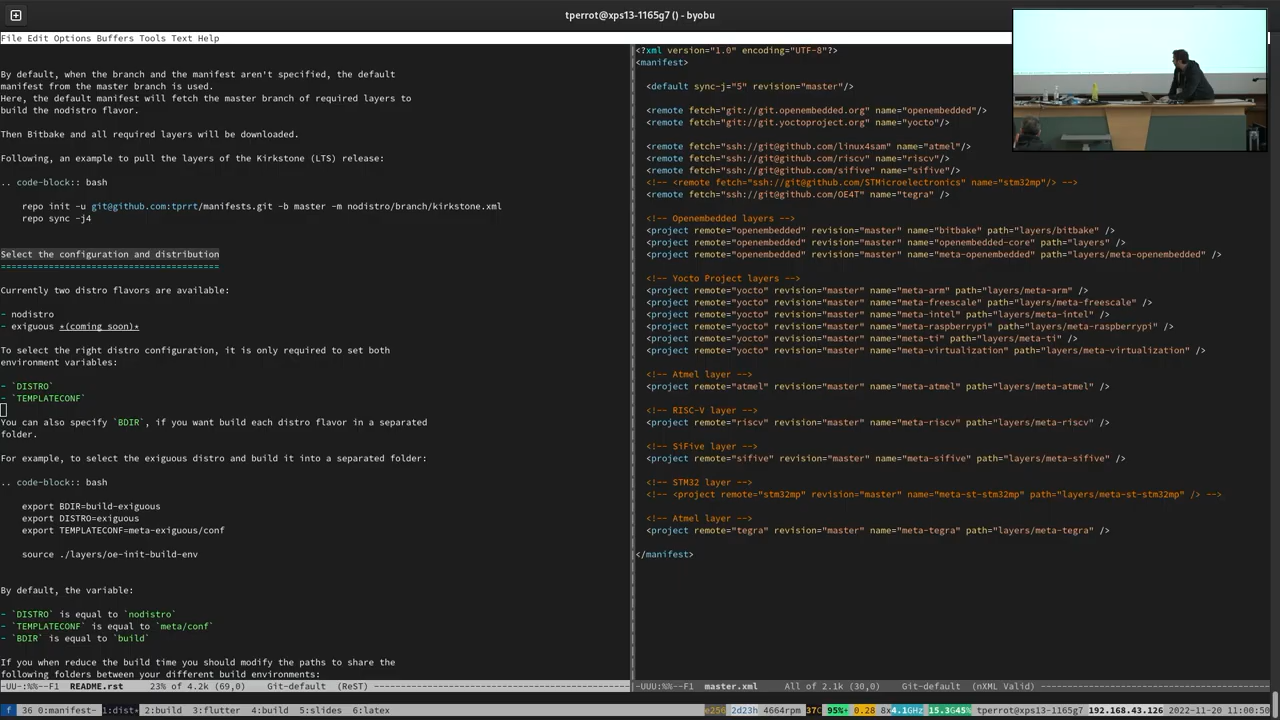 tperrot@xps13-1165g7 () - byobu
File Edit Options Buffers Tools Text Help
By default, when the branch and the manifest aren't specified, the default
manifest from the master branch is used.
Here, the default manifest will fetch the master branch of required layers to
build the nodistro flavor.
Then Bitbake and all required layers will be downloaded.
Following, an example to pull the layers of the Kirkstone (LTS) release:
.. code-block:: bash
repo init -u git@github.com:tprrt/manifests.git -b master -m nodistro/branch/kirkstone.xml
repo sync -j4
Select the configuration and distribution
=========================================
Currently two distro flavors are available:
- nodistro
- exiguous *(coming soon)*
To select the right distro configuration, it is only required to set both
environment variables:
- `DISTRO`
- `TEMPLATECONF`
You can also specify `BDIR`, if you want build each distro flavor in a separated
folder.
For example, to select the exiguous distro and build it into a separated folder:
.. code-block:: bash
export BDIR=build-exiguous
export DISTRO=exiguous
export TEMPLATECONF=meta-exiguous/conf
source ./layers/oe-init-build-env
By default, the variable:
- `DISTRO` is equal to `nodistro`
- `TEMPLATECONF` is equal to `meta/conf`
- `BDIR` is equal to `build`
If you when reduce the build time you should modify the paths to share the
following folders between your different build environments:
-UU-:%%--F1  README.rst     23% of 4.2k (69,0)    Git-default  (ReST)
<?xml version="1.0" encoding="UTF-8"?>
<manifest>
<default sync-j="5" revision="master"/>
<remote fetch="git://git.openembedded.org" name="openembedded"/>
<remote fetch="git://git.yoctoproject.org" name="yocto"/>
<remote fetch="ssh://git@github.com/linux4sam" name="atmel"/>
<remote fetch="ssh://git@github.com/riscv" name="riscv"/>
<remote fetch="ssh://git@github.com/sifive" name="sifive"/>
<!-- <remote fetch="ssh://git@github.com/STMicroelectronics" name="stm32mp"/> -->
<remote fetch="ssh://git@github.com/OE4T" name="tegra" />
<!-- Openembedded layers -->
<project remote="openembedded" revision="master" name="bitbake" path="layers/bitbake" />
<project remote="openembedded" revision="master" name="openembedded-core" path="layers" />
<project remote="openembedded" revision="master" name="meta-openembedded" path="layers/meta-openembedded" />
<!-- Yocto Project layers -->
<project remote="yocto" revision="master" name="meta-arm" path="layers/meta-arm" />
<project remote="yocto" revision="master" name="meta-freescale" path="layers/meta-freescale" />
<project remote="yocto" revision="master" name="meta-intel" path="layers/meta-intel" />
<project remote="yocto" revision="master" name="meta-raspberrypi" path="layers/meta-raspberrypi" />
<project remote="yocto" revision="master" name="meta-ti" path="layers/meta-ti" />
<project remote="yocto" revision="master" name="meta-virtualization" path="layers/meta-virtualization" />
<!-- Atmel layer -->
<project remote="atmel" revision="master" name="meta-atmel" path="layers/meta-atmel" />
<!-- RISC-V layer -->
<project remote="riscv" revision="master" name="meta-riscv" path="layers/meta-riscv" />
<!-- SiFive layer -->
<project remote="sifive" revision="master" name="meta-sifive" path="layers/meta-sifive" />
<!-- STM32 layer -->
<!-- <project remote="stm32mp" revision="master" name="meta-st-stm32mp" path="layers/meta-st-stm32mp" /> -->
<!-- Atmel layer -->
<project remote="tegra" revision="master" name="meta-tegra" path="layers/meta-tegra" />
</manifest>
-UUU:%%--F1  master.xml     All of 2.1k (30,0)    Git-default  (nXML Valid)
f 36 0:manifest- 1:dist* 2:build 3:flutter 4:build 5:slides 6:latex
e256 2d23h 4664rpm 37C 95%+ 0.28 8x4.1GHz 15.3G45% tperrot@xps13-1165g7 192.168.43.126 2022-11-20 11:00:50